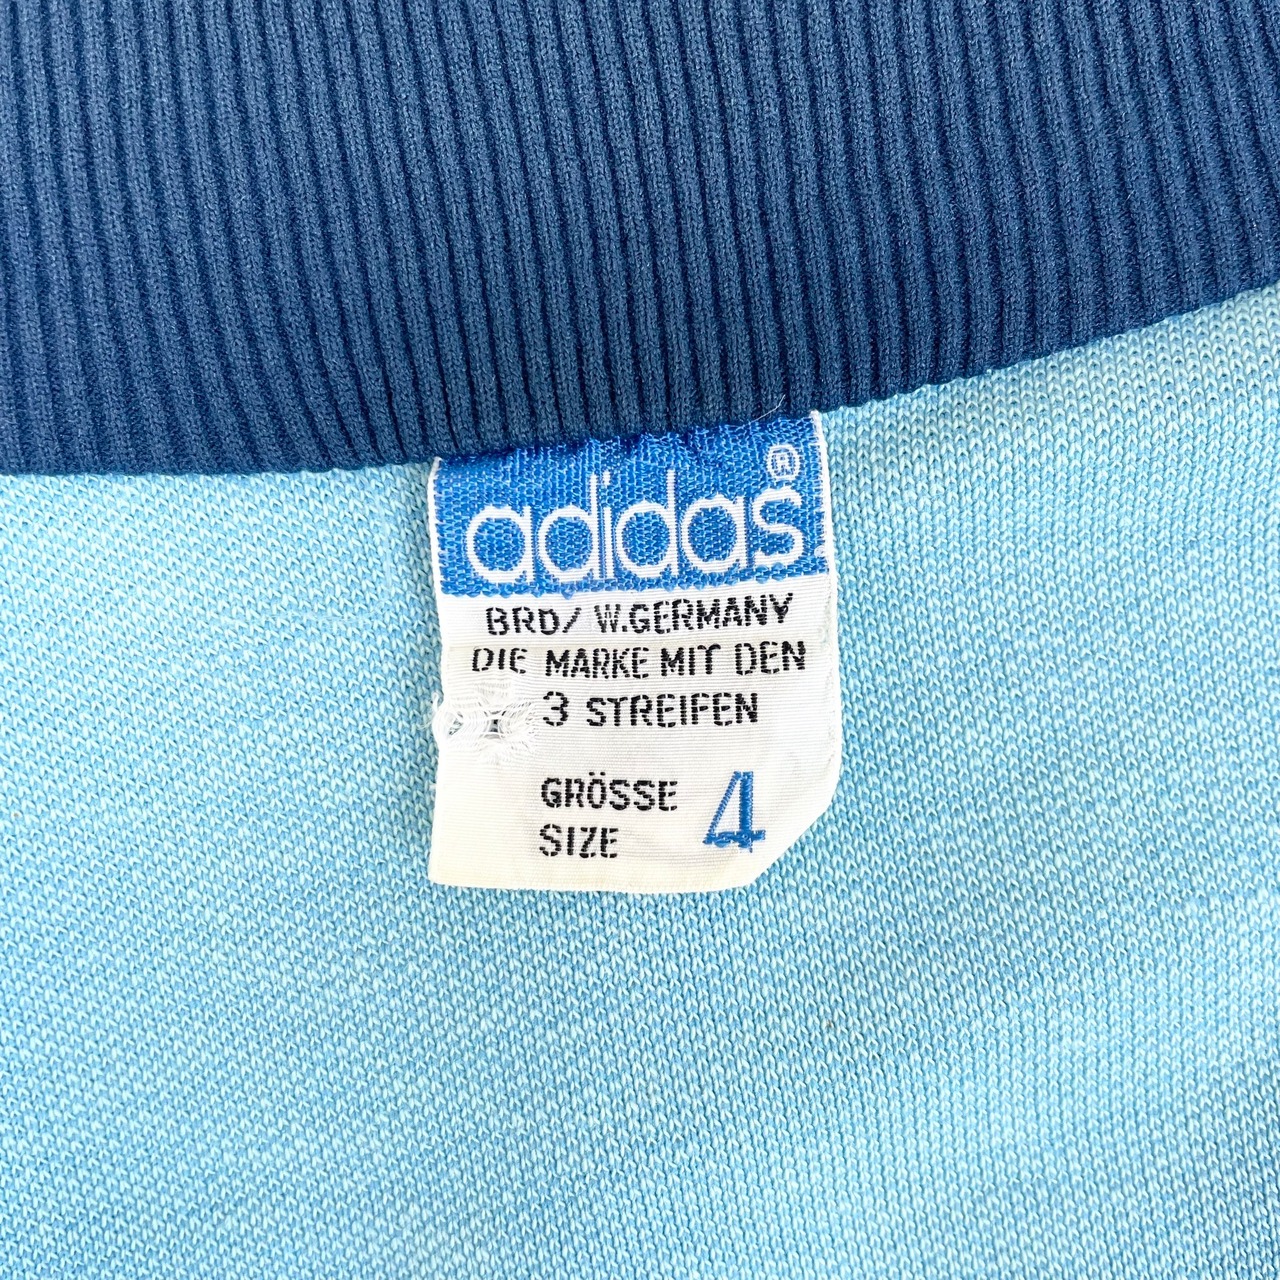 adidas®
BRD/ W.GERMANY
DIE MARKE MIT DEN
3 STREIFEN
GRÖSSE
SIZE 4